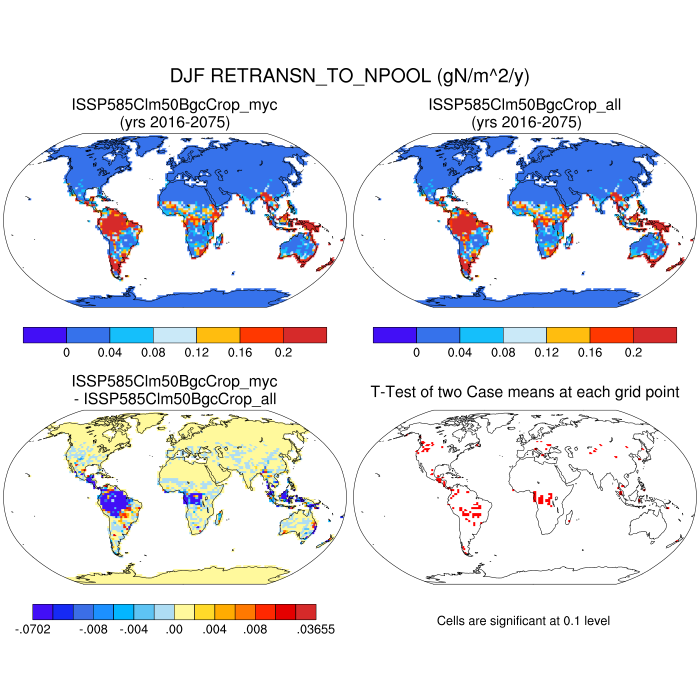 DJF RETRANSN_TO_NPOOL (gN/m^2/y)
ISSP585Clm50BgcCrop_myc
(yrs 2016-2075)
ISSP585Clm50BgcCrop_all
(yrs 2016-2075)
0 0.04 0.08 0.12 0.16 0.2
0 0.04 0.08 0.12 0.16 0.2
ISSP585Clm50BgcCrop_myc
- ISSP585Clm50BgcCrop_all
T-Test of two Case means at each grid point
-.0702 -.008 -.004 .00 .004 .008 .03655
Cells are significant at 0.1 level